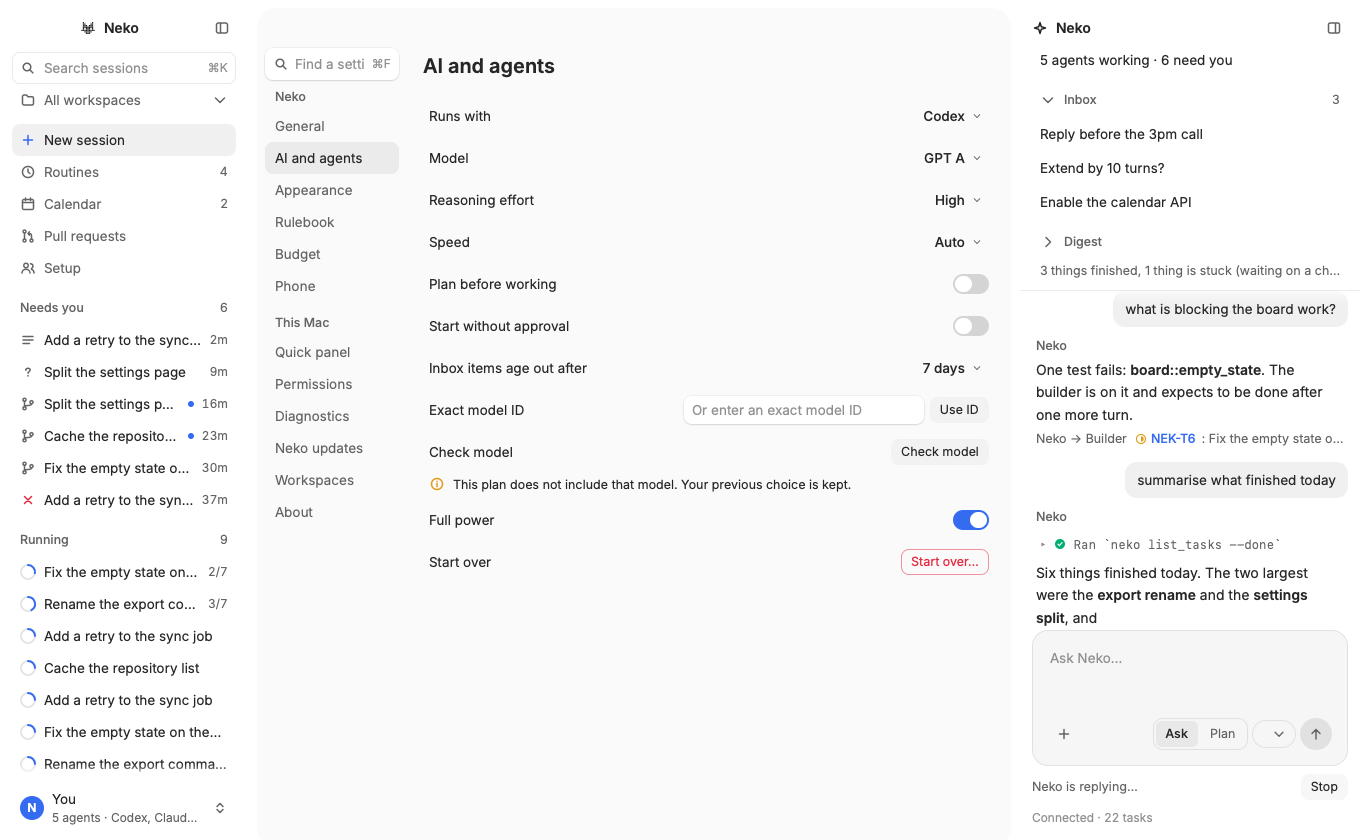 Neko
Search sessions ⌘K
All workspaces
New session
Routines 4
Calendar 2
Pull requests
Setup
Needs you 6
Add a retry to the sync... 2m
? Split the settings page 9m
Split the settings p... 16m
Cache the reposito... 23m
Fix the empty state o... 30m
Add a retry to the syn... 37m
Running 9
Fix the empty state on... 2/7
Rename the export co... 3/7
Add a retry to the sync job
Cache the repository list
Add a retry to the sync job
Fix the empty state on the...
Rename the export comma...
N You
5 agents · Codex, Claud...
Find a setti ⌘F
Neko
General
AI and agents
Appearance
Rulebook
Budget
Phone
This Mac
Quick panel
Permissions
Diagnostics
Neko updates
Workspaces
About
AI and agents
Runs with Codex
Model GPT A
Reasoning effort High
Speed Auto
Plan before working
Start without approval
Inbox items age out after 7 days
Exact model ID Or enter an exact model ID Use ID
Check model Check model
This plan does not include that model. Your previous choice is kept.
Full power
Start over Start over...
Neko
5 agents working · 6 need you
Inbox 3
Reply before the 3pm call
Extend by 10 turns?
Enable the calendar API
Digest
3 things finished, 1 thing is stuck (waiting on a ch...
what is blocking the board work?
Neko
One test fails: board::empty_state. The
builder is on it and expects to be done after
one more turn.
Neko → Builder NEK-T6 : Fix the empty state o...
summarise what finished today
Neko
Ran `neko list_tasks --done`
Six things finished today. The two largest
were the export rename and the settings
split, and
Ask Neko...
Ask Plan
Neko is replying... Stop
Connected · 22 tasks